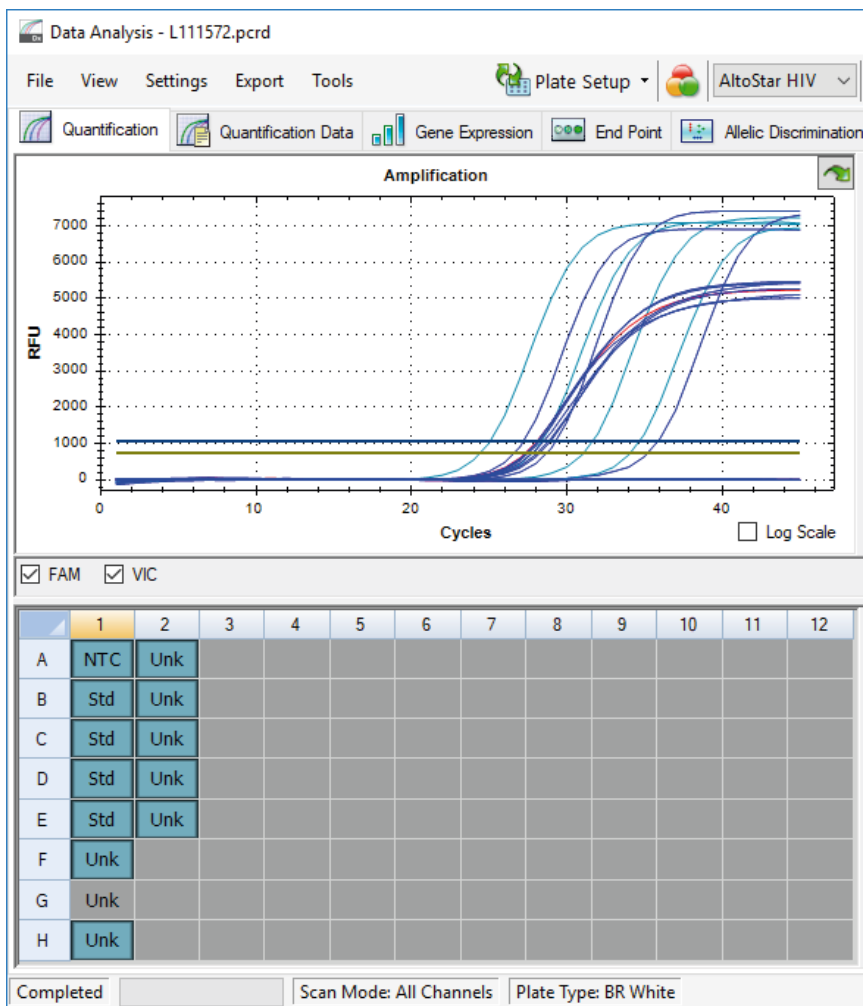 Data Analysis - L111572.pcrd
File View Settings Export Tools Plate Setup AltoStar HIV
Quantification Quantification Data Gene Expression End Point Allelic Discrimination
Amplification
7000
6000
5000
4000
3000
2000
1000
0
RFU
0 10 20 30 40
Cycles
Log Scale
FAM VIC
1 2 3 4 5 6 7 8 9 10 11 12
A NTC Unk
B Std Unk
C Std Unk
D Std Unk
E Std Unk
F Unk
G Unk
H Unk
Completed Scan Mode: All Channels Plate Type: BR White